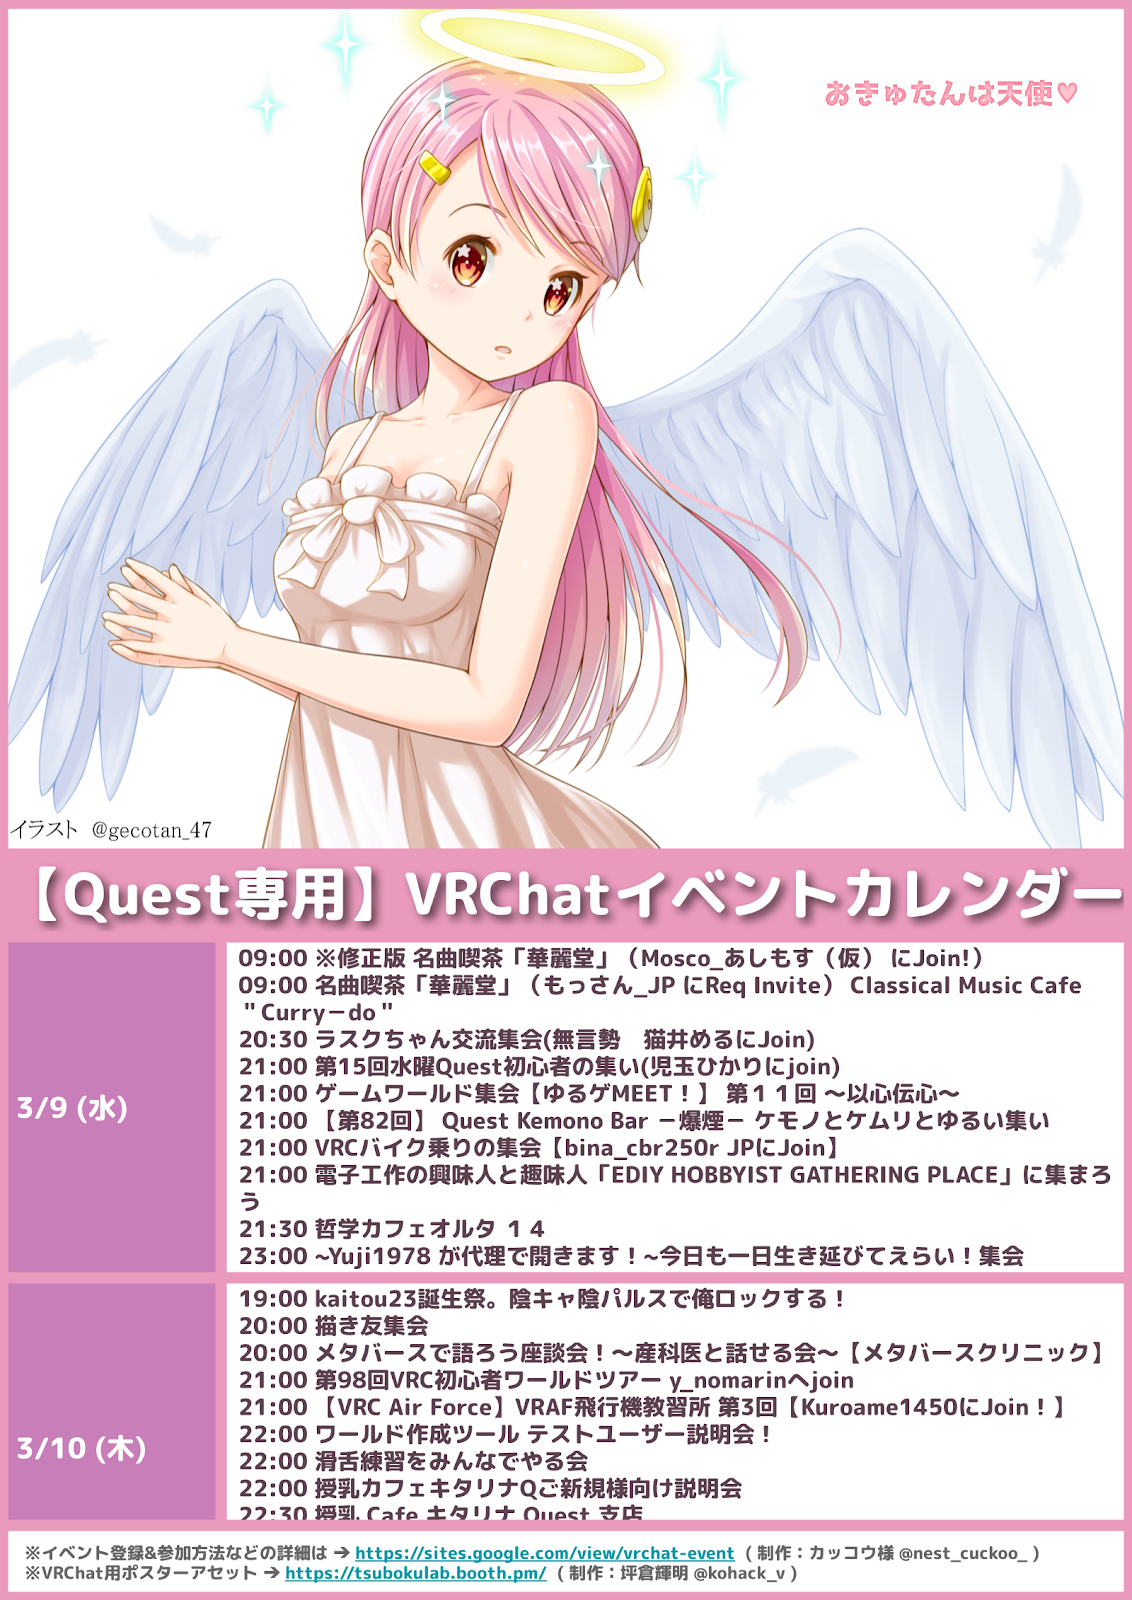 おきゅたんは天使♥
イラスト @gecotan_47
【Quest専用】VRChatイベントカレンダー
3/9 (水)
09:00 ※修正版 名曲喫茶「華麗堂」（Mosco_あしもす（仮） にJoin!）
09:00 名曲喫茶「華麗堂」（もっさん_JP にReq Invite） Classical Music Cafe
＂Curry－do＂
20:30 ラスクちゃん交流集会(無言勢　猫井めるにJoin)
21:00 第15回水曜Quest初心者の集い(児玉ひかりにjoin)
21:00 ゲームワールド集会【ゆるゲMEET！】 第１１回 ～以心伝心～
21:00 【第82回】 Quest Kemono Bar －爆煙－ ケモノとケムリとゆるい集い
21:00 VRCバイク乗りの集会【bina_cbr250r JPにJoin】
21:00 電子工作の興味人と趣味人「EDIY HOBBYIST GATHERING PLACE」に集まろ
う
21:30 哲学カフェオルタ １４
23:00 ~Yuji1978 が代理で開きます！~今日も一日生き延びてえらい！集会
3/10 (木)
19:00 kaitou23誕生祭。陰キャ陰パルスで俺ロックする！
20:00 描き友集会
20:00 メタバースで語ろう座談会！～産科医と話せる会～【メタバースクリニック】
21:00 第98回VRC初心者ワールドツアー y_nomarinへjoin
21:00 【VRC Air Force】VRAF飛行機教習所 第3回【Kuroame1450にJoin！】
22:00 ワールド作成ツール テストユーザー説明会！
22:00 滑舌練習をみんなでやる会
22:00 授乳カフェキタリナQご新規様向け説明会
22:30 授乳 Cafe キタリナ Quest 支店
※イベント登録&参加方法などの詳細は ➔ https://sites.google.com/view/vrchat-event （制作：カッコウ様 @nest_cuckoo_）
※VRChat用ポスターアセット ➔ https://tsubokulab.booth.pm/ （制作：坪倉輝明 @kohack_v）